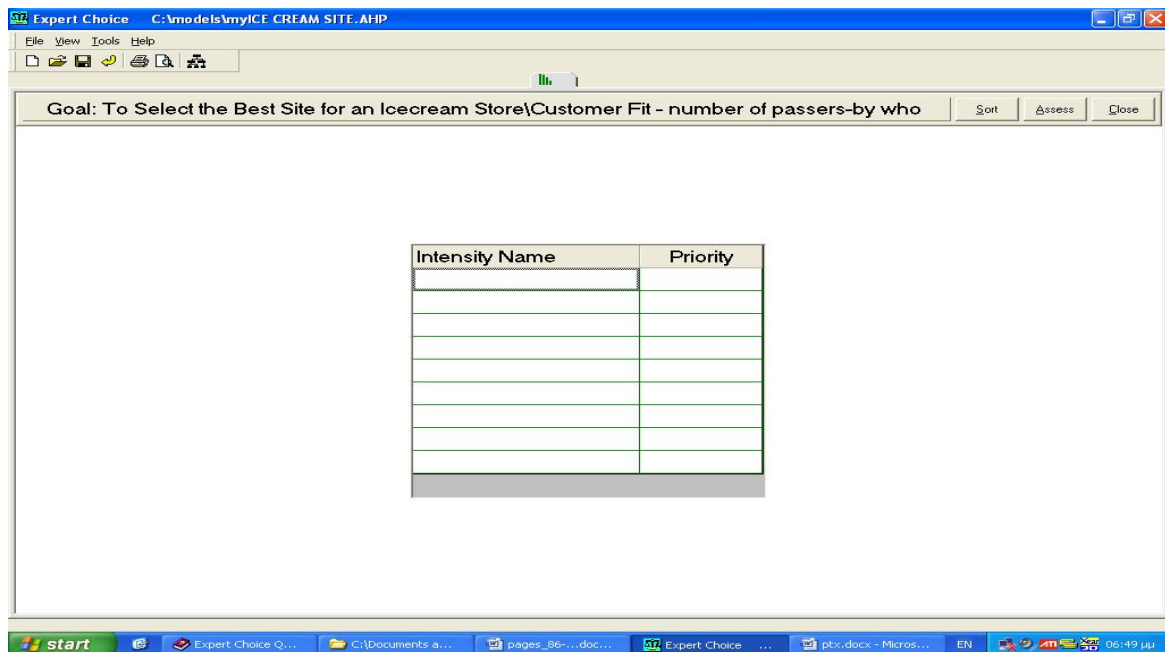 Expert Choice C:\models\myICE CREAM SITE.AHP
File View Tools Help
Goal: To Select the Best Site for an Icecream Store\Customer Fit - number of passers-by who Sort Assess Close
Intensity Name Priority
start Expert Choice Q... C:\Documents a... pages_86-...doc... Expert Choice ... ptx.docx - Micros... EN 06:49 μμ